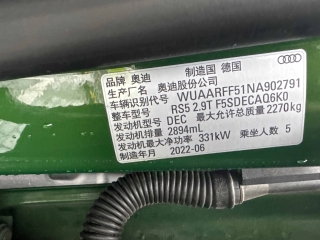 品牌 奥迪 制造国 德国
生产厂名 奥迪股份公司
车辆识别代号 WUAARFF51NA902791
整车型号 RS5 2.9T F5SDECAQ6K0
发动机型号 DEC 最大允许总质量 2270kg
发动机排量 2894mL
发动机最大净功率 331kW 乘坐人数 5
制造年月 2022-06